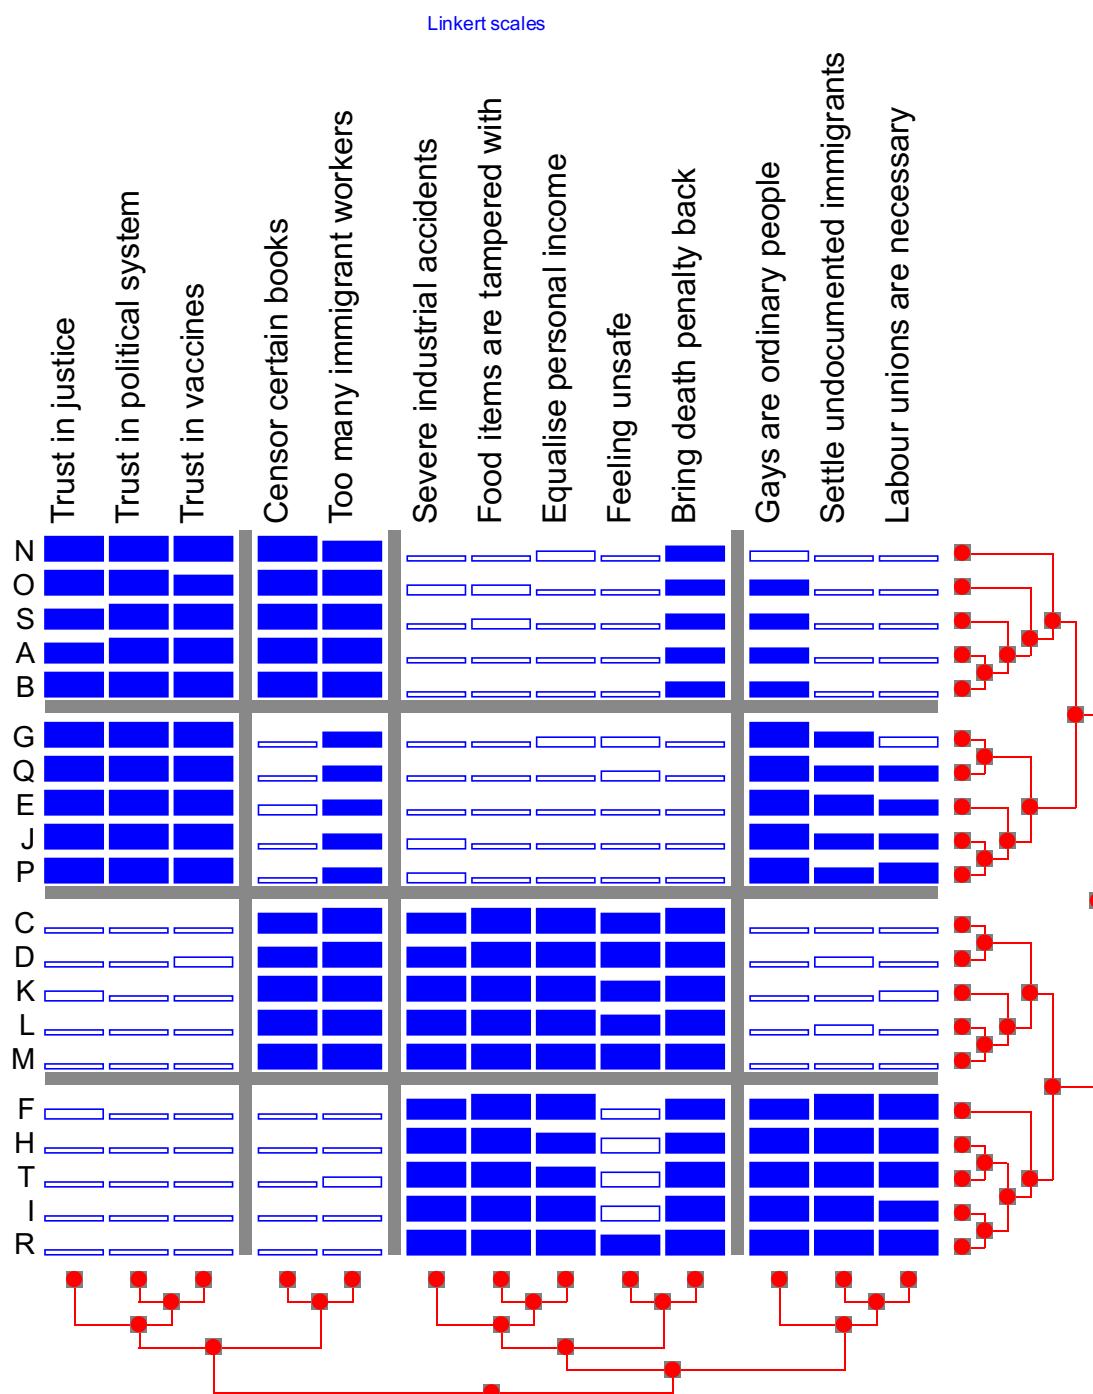 Linkert scales
Trust in justice
Trust in political system
Trust in vaccines
Censor certain books
Too many immigrant workers
Severe industrial accidents
Food items are tampered with
Equalise personal income
Feeling unsafe
Bring death penalty back
Gays are ordinary people
Settle undocumented immigrants
Labour unions are necessary
N
O
S
A
B
G
Q
E
J
P
C
D
K
L
M
F
H
T
I
R